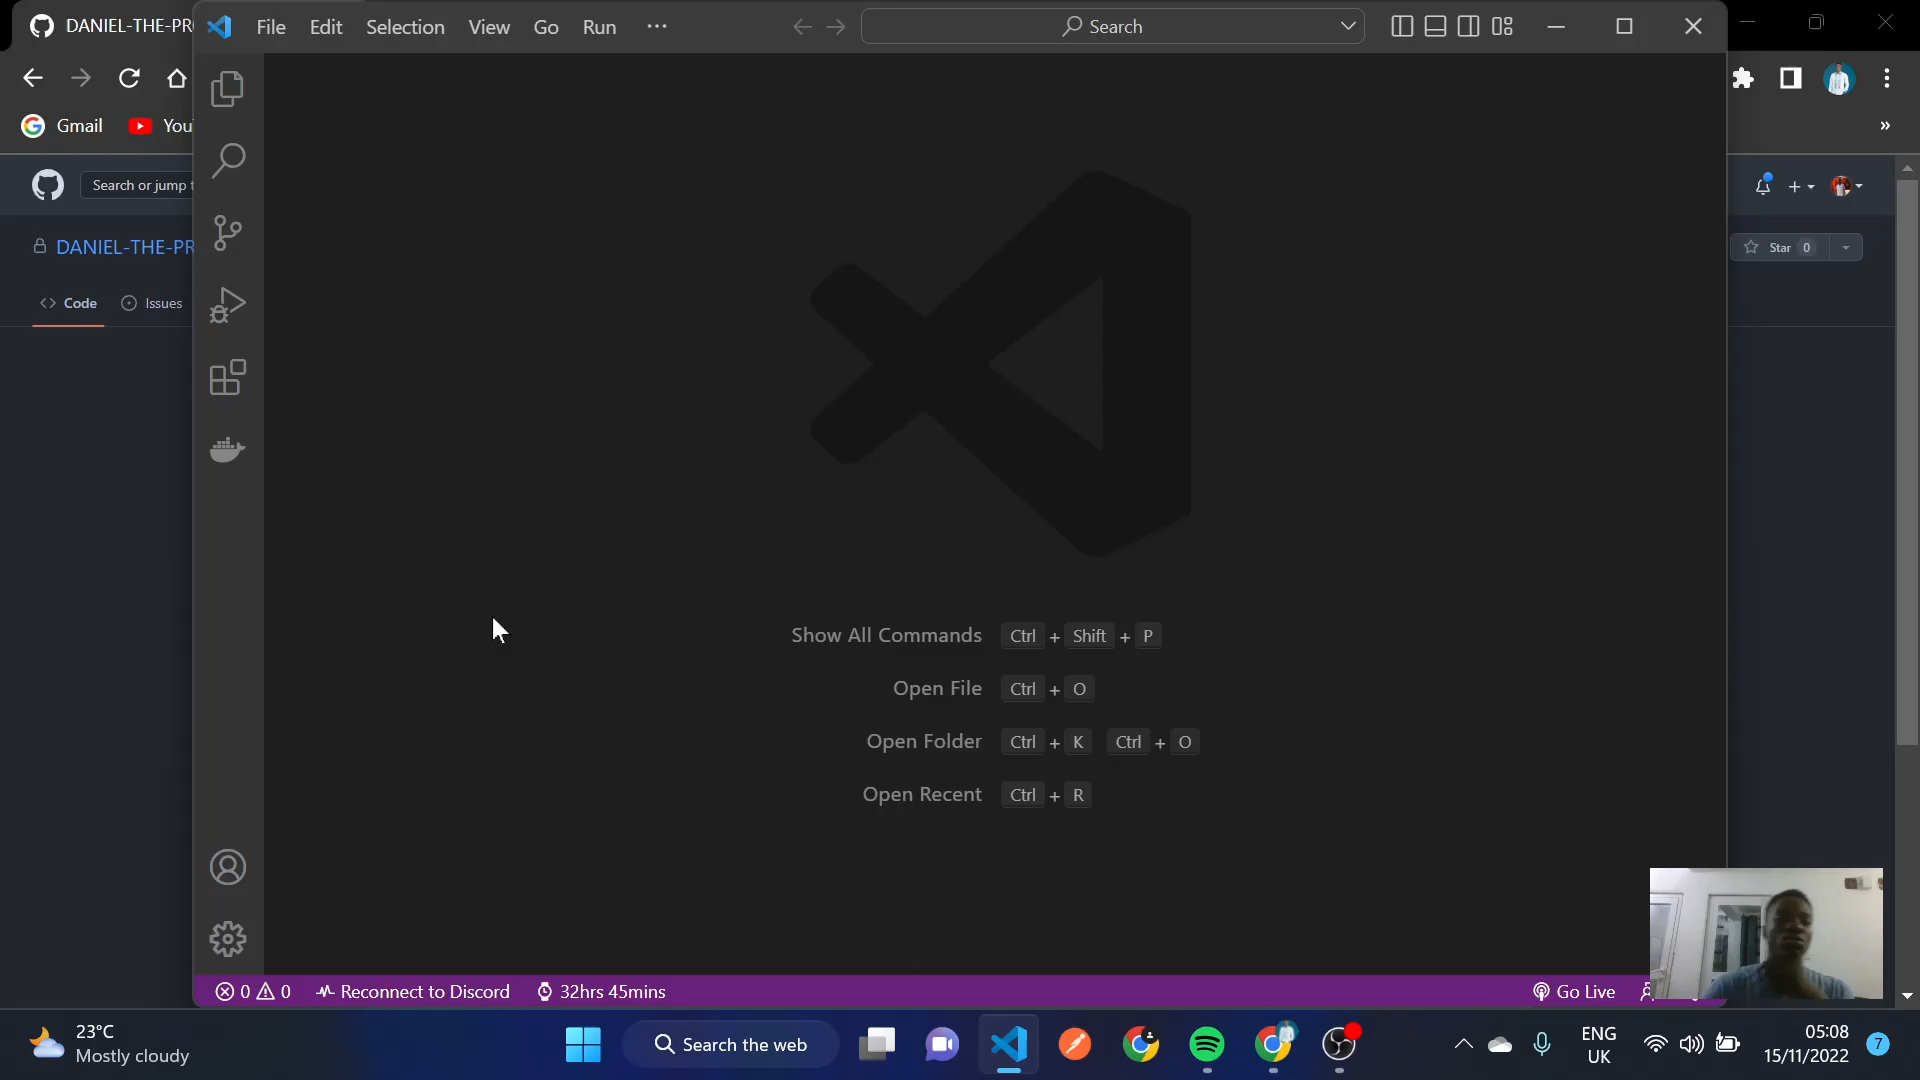 DANIEL-THE-PR
File Edit Selection View Go Run ···
Search
Gmail
You
Search or jump t
DANIEL-THE-PR
Star 0
Code
Issues
Show All Commands Ctrl + Shift + P
Open File Ctrl + O
Open Folder Ctrl + K Ctrl + O
Open Recent Ctrl + R
0 0 Reconnect to Discord 32hrs 45mins
Go Live
23°C
Mostly cloudy
Search the web
ENG
UK
05:08
15/11/2022
7